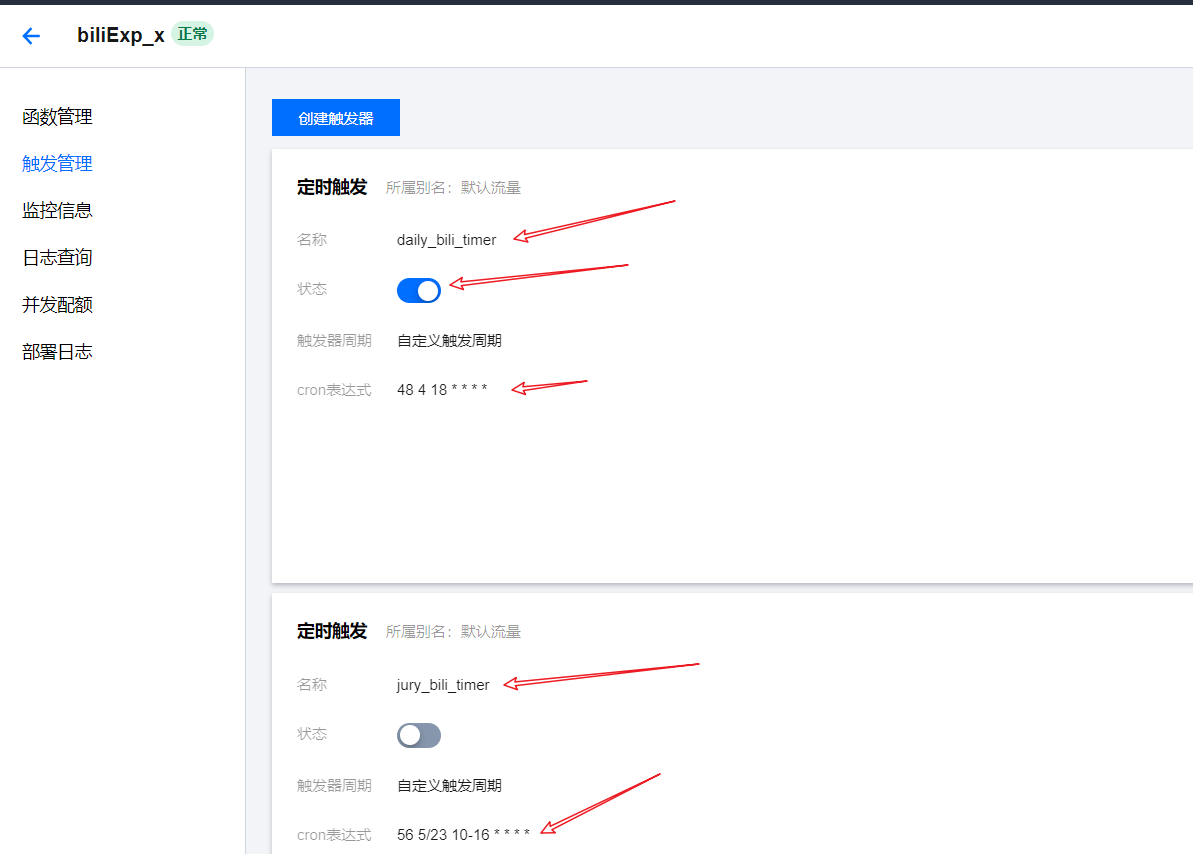 biliExp_x 正常
函数管理
触发管理
监控信息
日志查询
并发配额
部署日志
创建触发器
定时触发 所属别名：默认流量
名称 daily_bili_timer
状态
触发器周期 自定义触发周期
cron表达式 48 4 18 * * * *
定时触发 所属别名：默认流量
名称 jury_bili_timer
状态
触发器周期 自定义触发周期
cron表达式 56 5/23 10-16 * * * *